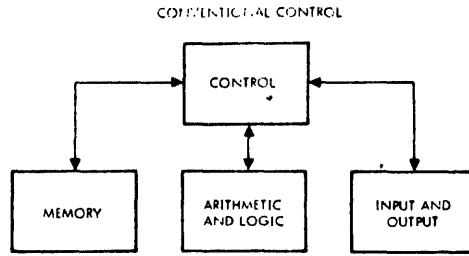 CONVENTIONAL CONTROL
CONTROL
MEMORY
ARITHMETIC
AND LOGIC
INPUT AND
OUTPUT